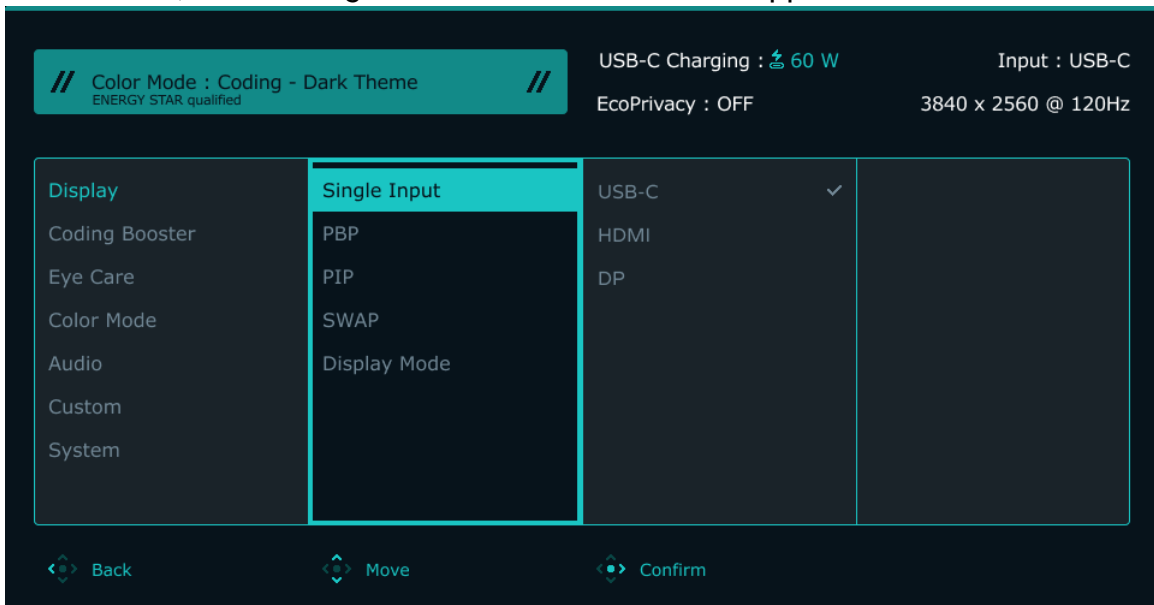 Color Mode : Coding - Dark Theme
ENERGY STAR qualified
USB-C Charging : 60 W
Input : USB-C
EcoPrivacy : OFF
3840 x 2560 @ 120Hz
Display
Coding Booster
Eye Care
Color Mode
Audio
Custom
System
Single Input
PBP
PIP
SWAP
Display Mode
USB-C
HDMI
DP
Back
Move
Confirm